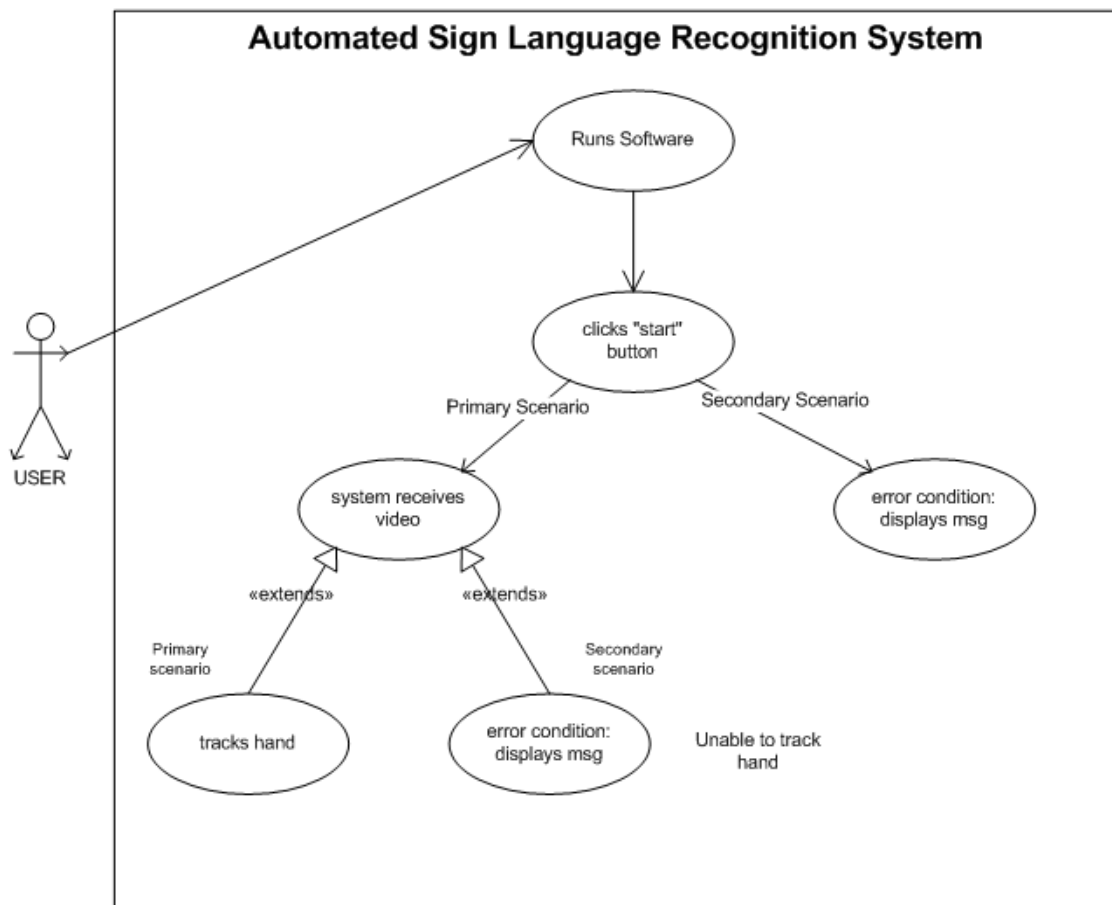 Automated Sign Language Recognition System
Runs Software
clicks "start"
button
Primary Scenario
Secondary Scenario
USER
system receives
video
error condition:
displays msg
«extends»
«extends»
Primary
scenario
Secondary
scenario
tracks hand
error condition:
displays msg
Unable to track
hand